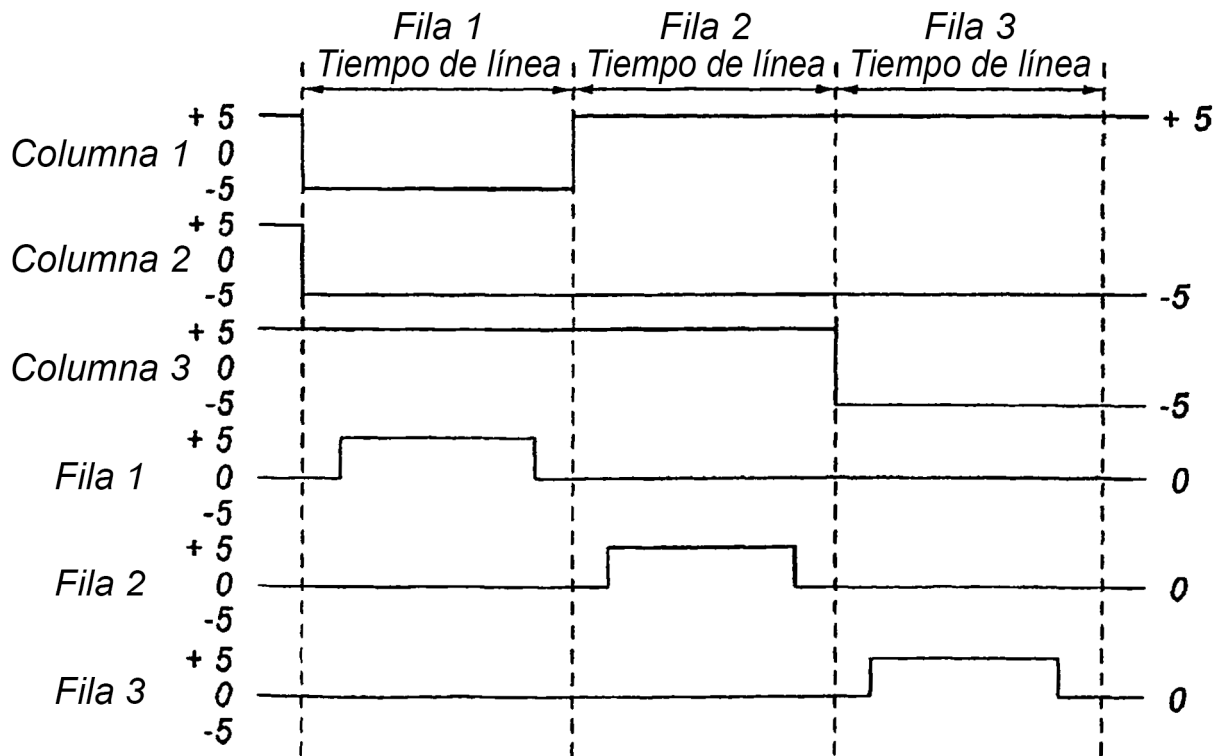 Fila 1 Fila 2 Fila 3
Tiempo de línea Tiempo de línea Tiempo de línea
+ 5 + 5
Columna 1 0
-5
+ 5
Columna 2 0
-5 -5
+ 5
Columna 3 0
-5 -5
+ 5
Fila 1 0 0
-5
+ 5
Fila 2 0 0
-5
+ 5
Fila 3 0 0
-5